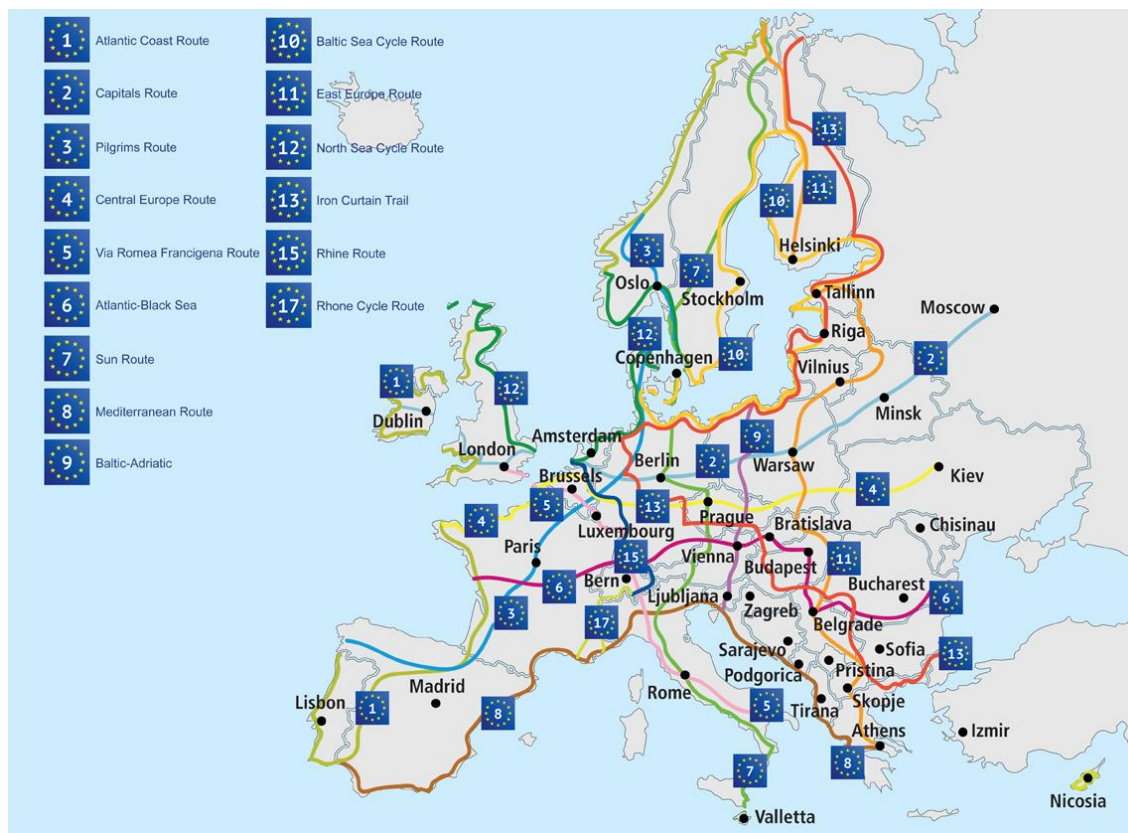 1 Atlantic Coast Route
2 Capitals Route
3 Pilgrims Route
4 Central Europe Route
5 Via Romea Francigena Route
6 Atlantic-Black Sea
7 Sun Route
8 Mediterranean Route
9 Baltic-Adriatic
10 Baltic Sea Cycle Route
11 East Europe Route
12 North Sea Cycle Route
13 Iron Curtain Trail
15 Rhine Route
17 Rhone Cycle Route
13
11
10
3
Helsinki
7
Oslo
Stockholm
Tallinn
Moscow
12
Riga
10
Copenhagen
2
Vilnius
1
12
Minsk
Dublin
9
Amsterdam
London
Berlin
2
Warsaw
Kiev
Brussels
4
5
13
Prague
4
Luxembourg
Bratislava
Chisinau
Paris
15
Vienna
Budapest
11
6
Bern
Bucharest
6
Ljubljana
Zagreb
3
17
Belgrade
Sarajevo
Sofia
13
Podgorica
Pristina
Madrid
Rome
Skopje
Lisbon
1
8
5
Tirana
Athens
Izmir
7
8
Nicosia
Valletta